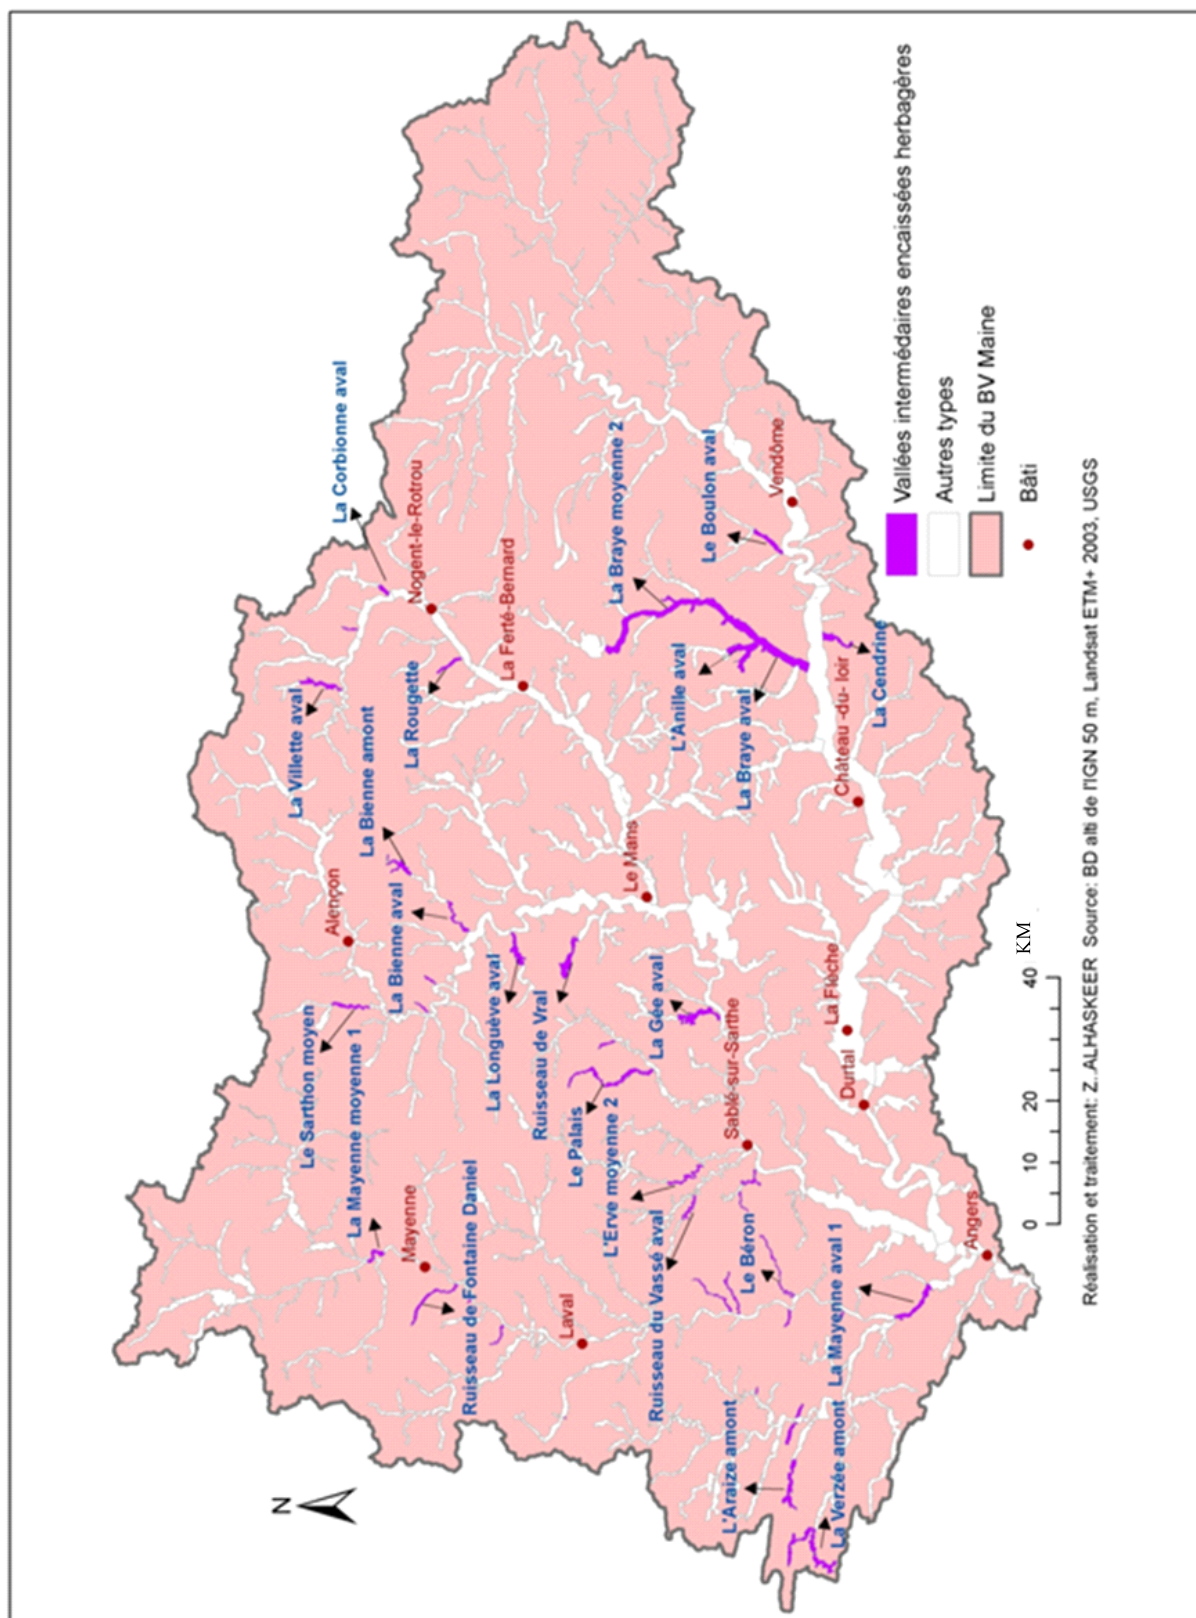 N
La Corbionne aval
Nogent-le-Rotrou
La Villette aval
La Rougette
La Ferté-Bernard
La Bienne amont
Alençon
La Bienne aval
Le Sarthon moyen
La Mayenne moyenne 1
Mayenne
Ruisseau de Fontaine Daniel
La Longuève aval
Ruisseau de Vral
Le Palais
L'Erve moyenne 2
Laval
Ruisseau du Vassé aval
La Gée aval
Le Mans
La Braye moyenne 2
Le Boulon aval
Vendôme
L'Anille aval
La Braye aval
La Cendrine
Château -du- loir
Sablé-sur-Sarthe
La Flèche
Durtal
Le Béron
La Mayenne aval 1
L'Araize amont
La Verzée amont
Angers
0 10 20 40 KM
Vallées intermédaires encaissées herbagères
Autres types
Limite du BV Maine
Bâti
Réalisation et traitement: Z. ALHASKEER Source: BD alti de l'IGN 50 m, Landsat ETM+ 2003, USGS